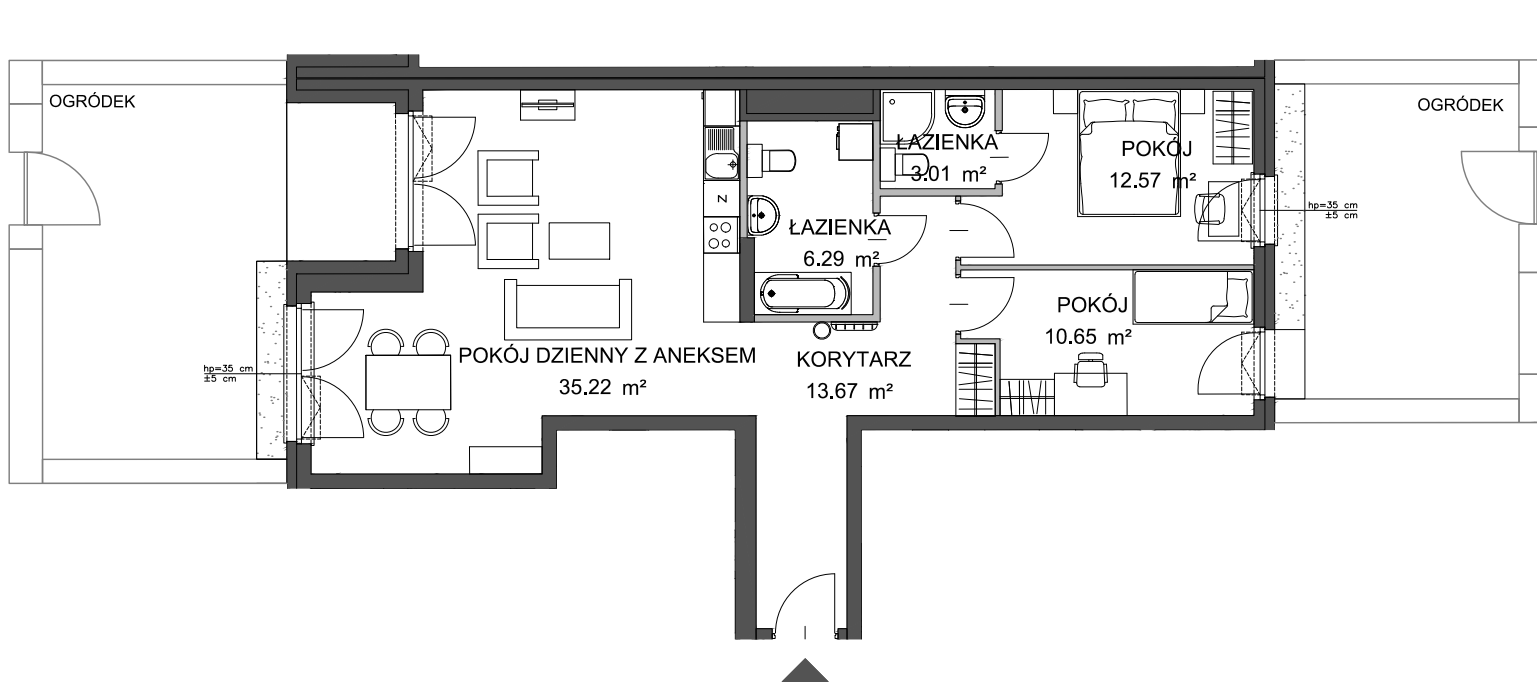 OGRÓDEK
OGRÓDEK
ŁAZIENKA
3.01 m²
POKÓJ
12.57 m²
Z
hp=35 cm
±5 cm
ŁAZIENKA
6.29 m²
POKÓJ
10.65 m²
hp=35 cm
±5 cm
POKÓJ DZIENNY Z ANEKSEM
35.22 m²
KORYTARZ
13.67 m²